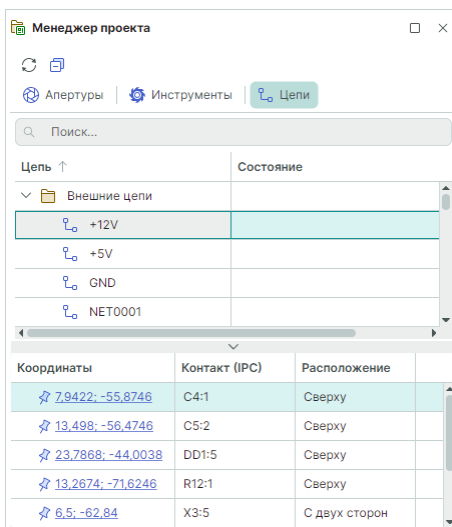 Менеджер проекта
Апертуры Инструменты Цепи
Поиск...
Цепь Состояние
Внешние цепи
+12V
+5V
GND
NET0001
Координаты Контакт (IPC) Расположение
7,9422; -55,8746 C4:1 Сверху
13,498; -56,4746 C5:2 Сверху
23,7868; -44,0038 DD1:5 Сверху
13,2674; -71,6246 R12:1 Сверху
6,5; -62,84 X3:5 С двух сторон